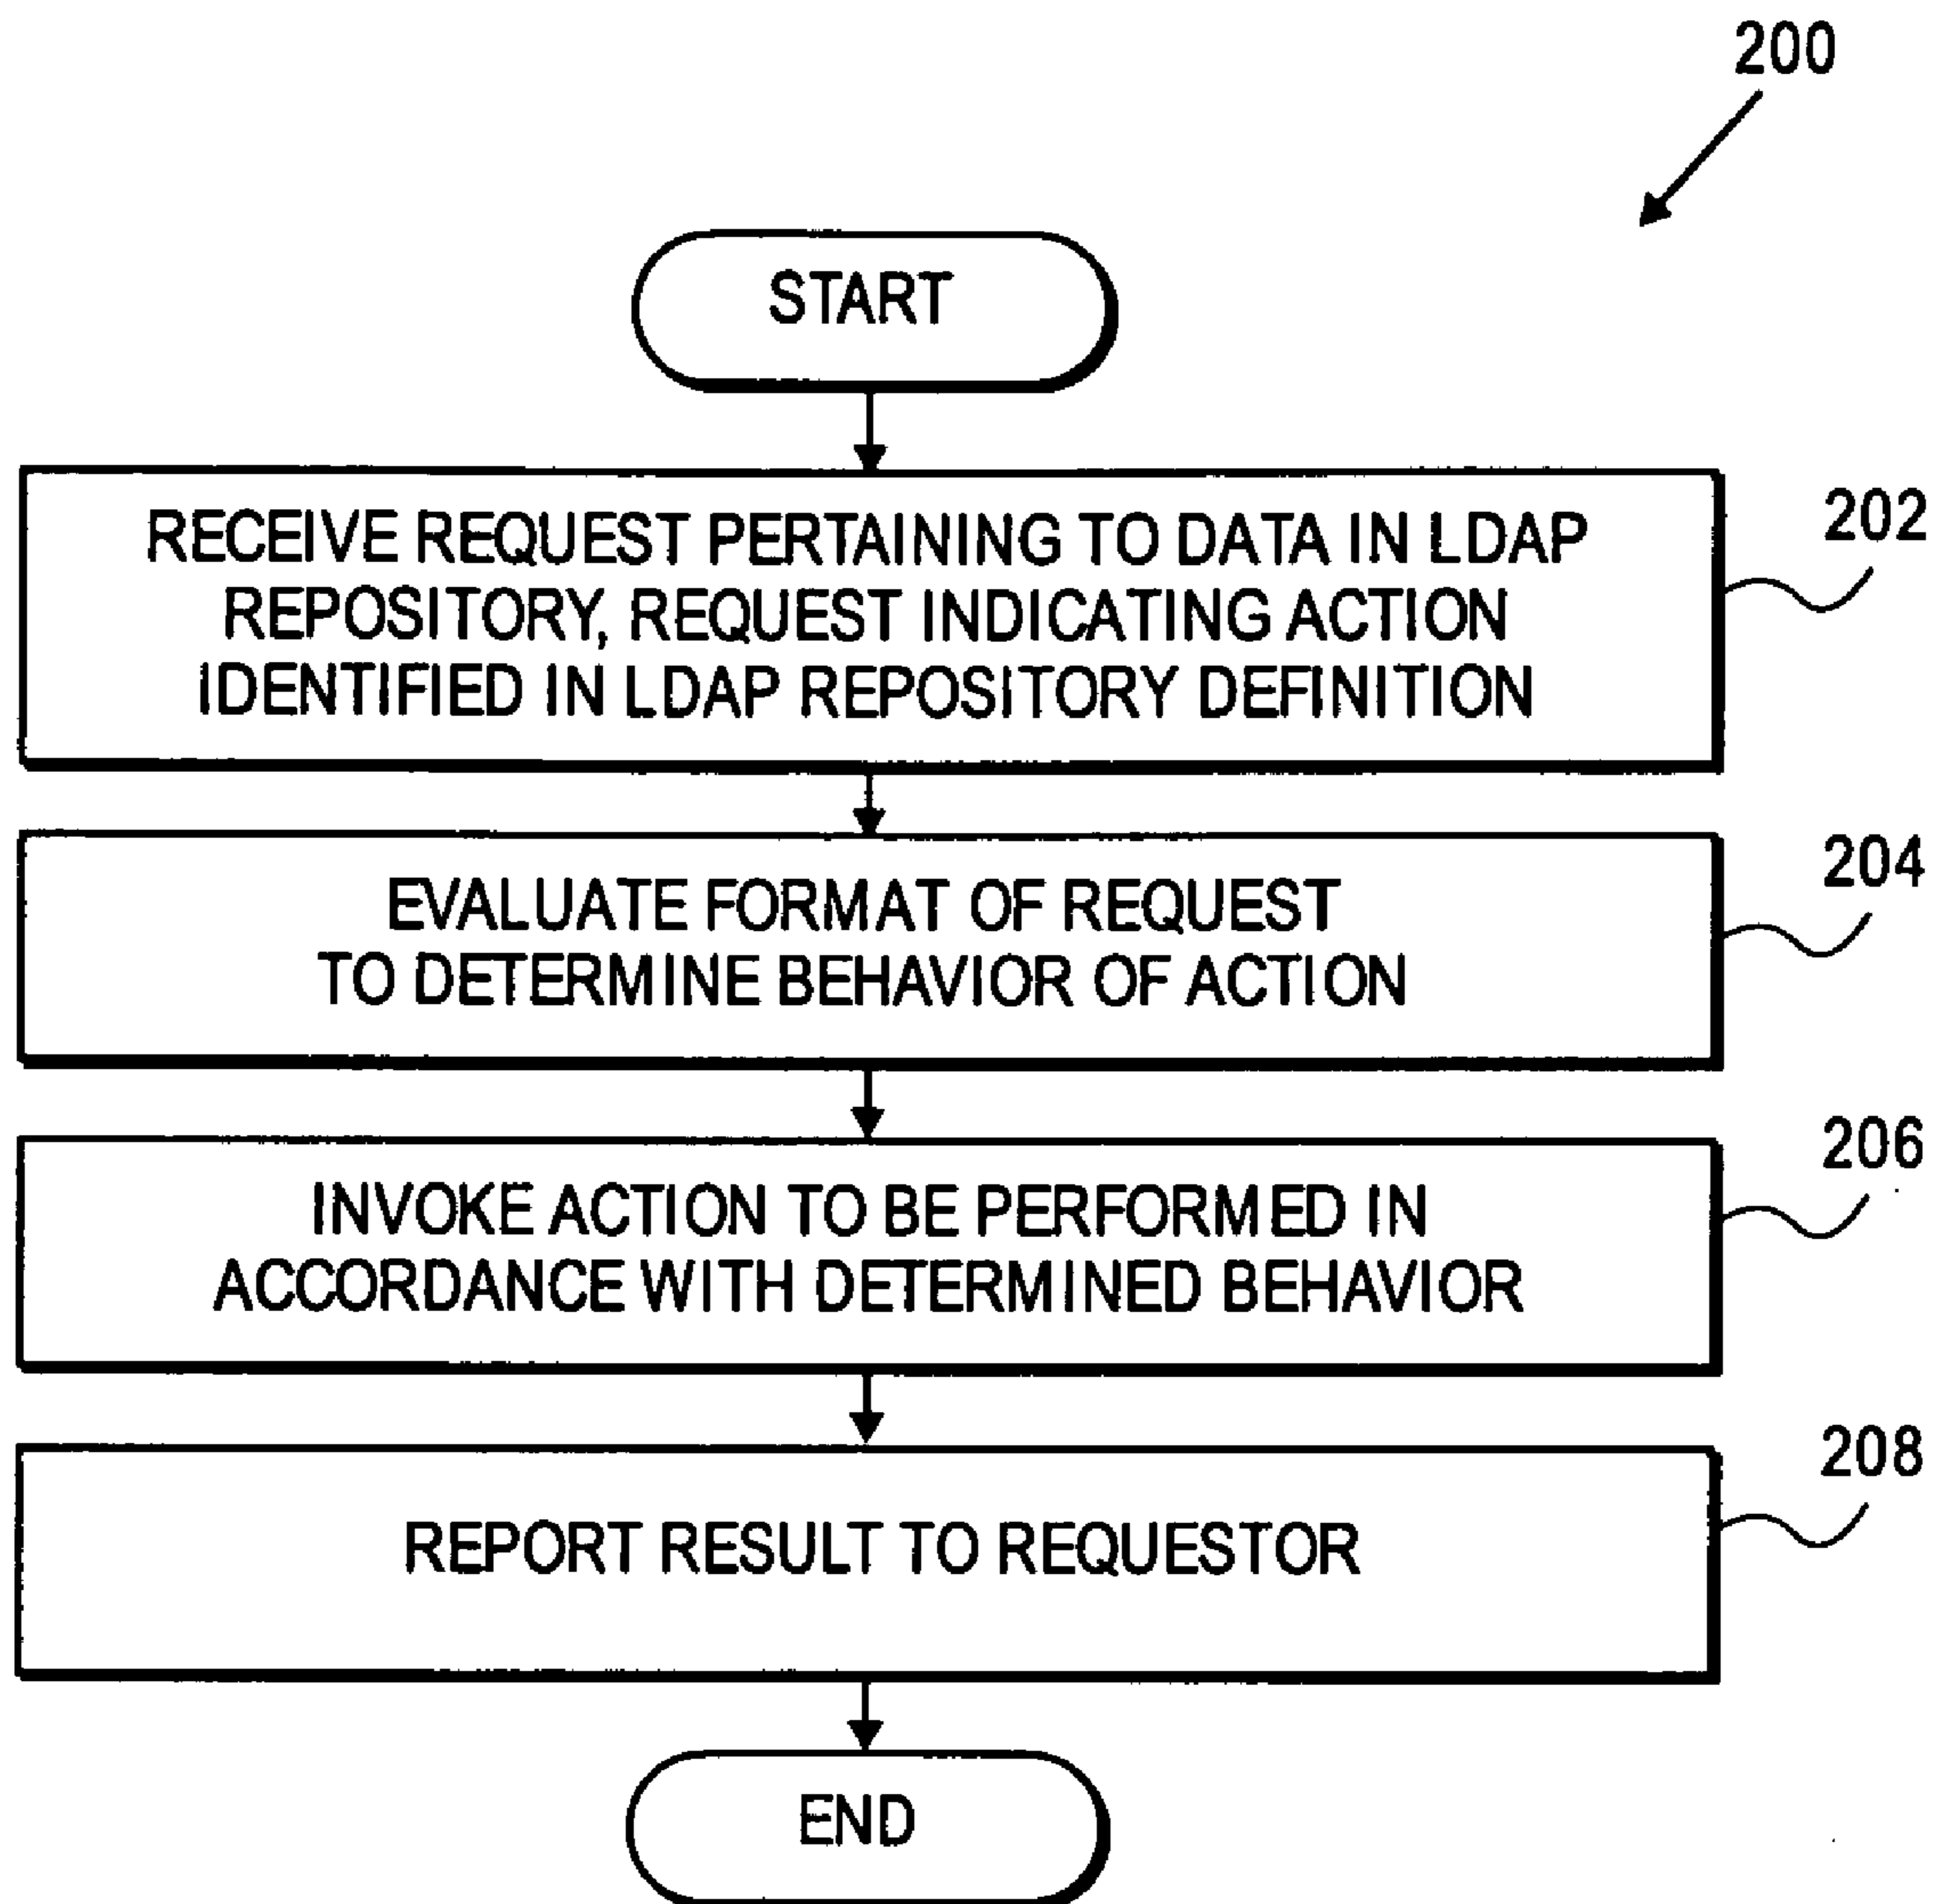 200
START
RECEIVE REQUEST PERTAINING TO DATA IN LDAP
REPOSITORY, REQUEST INDICATING ACTION
IDENTIFIED IN LDAP REPOSITORY DEFINITION
202
EVALUATE FORMAT OF REQUEST
TO DETERMINE BEHAVIOR OF ACTION
204
INVOKE ACTION TO BE PERFORMED IN
ACCORDANCE WITH DETERMINED BEHAVIOR
206
REPORT RESULT TO REQUESTOR
208
END